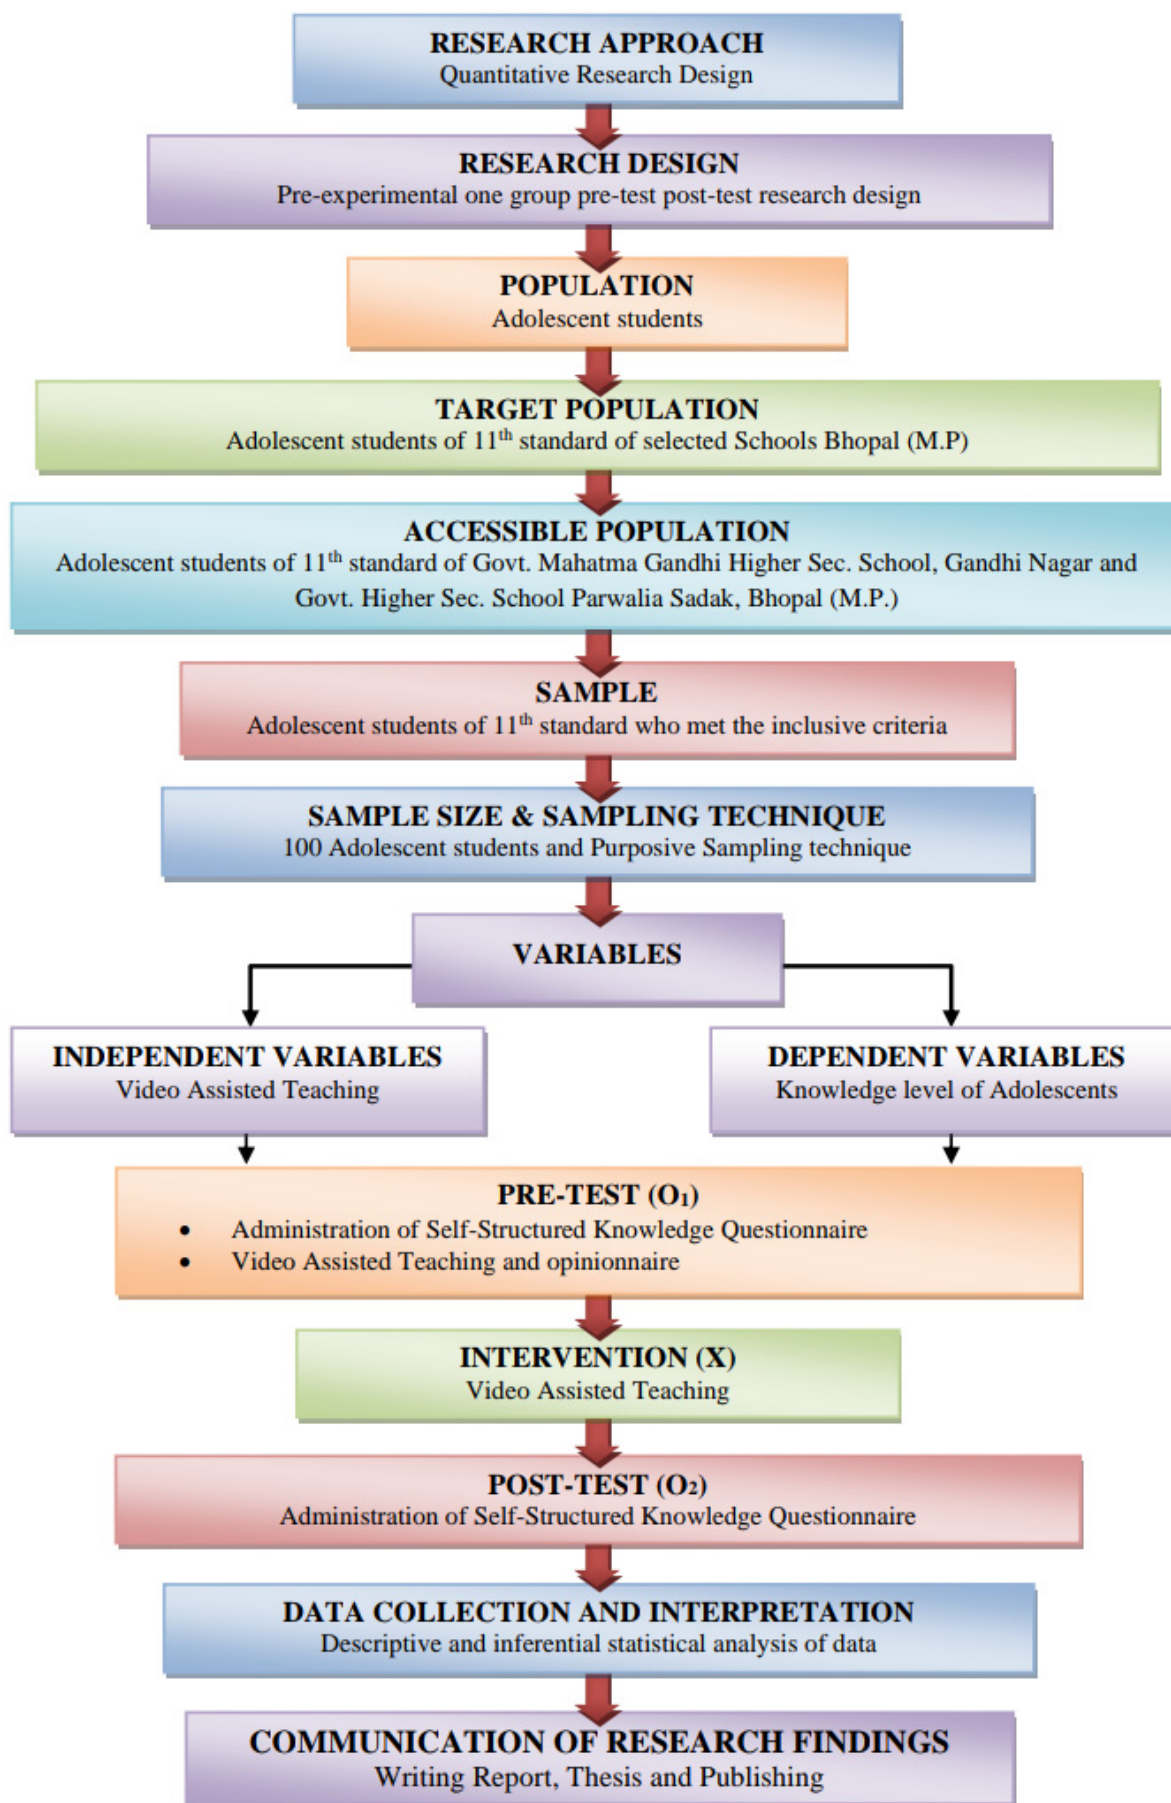 RESEARCH APPROACH
Quantitative Research Design
RESEARCH DESIGN
Pre-experimental one group pre-test post-test research design
POPULATION
Adolescent students
TARGET POPULATION
Adolescent students of 11th standard of selected Schools Bhopal (M.P)
ACCESSIBLE POPULATION
Adolescent students of 11th standard of Govt. Mahatma Gandhi Higher Sec. School, Gandhi Nagar and
Govt. Higher Sec. School Parwalia Sadak, Bhopal (M.P.)
SAMPLE
Adolescent students of 11th standard who met the inclusive criteria
SAMPLE SIZE & SAMPLING TECHNIQUE
100 Adolescent students and Purposive Sampling technique
VARIABLES
INDEPENDENT VARIABLES
Video Assisted Teaching
DEPENDENT VARIABLES
Knowledge level of Adolescents
PRE-TEST (O1)
• Administration of Self-Structured Knowledge Questionnaire
• Video Assisted Teaching and opinionnaire
INTERVENTION (X)
Video Assisted Teaching
POST-TEST (O2)
Administration of Self-Structured Knowledge Questionnaire
DATA COLLECTION AND INTERPRETATION
Descriptive and inferential statistical analysis of data
COMMUNICATION OF RESEARCH FINDINGS
Writing Report, Thesis and Publishing